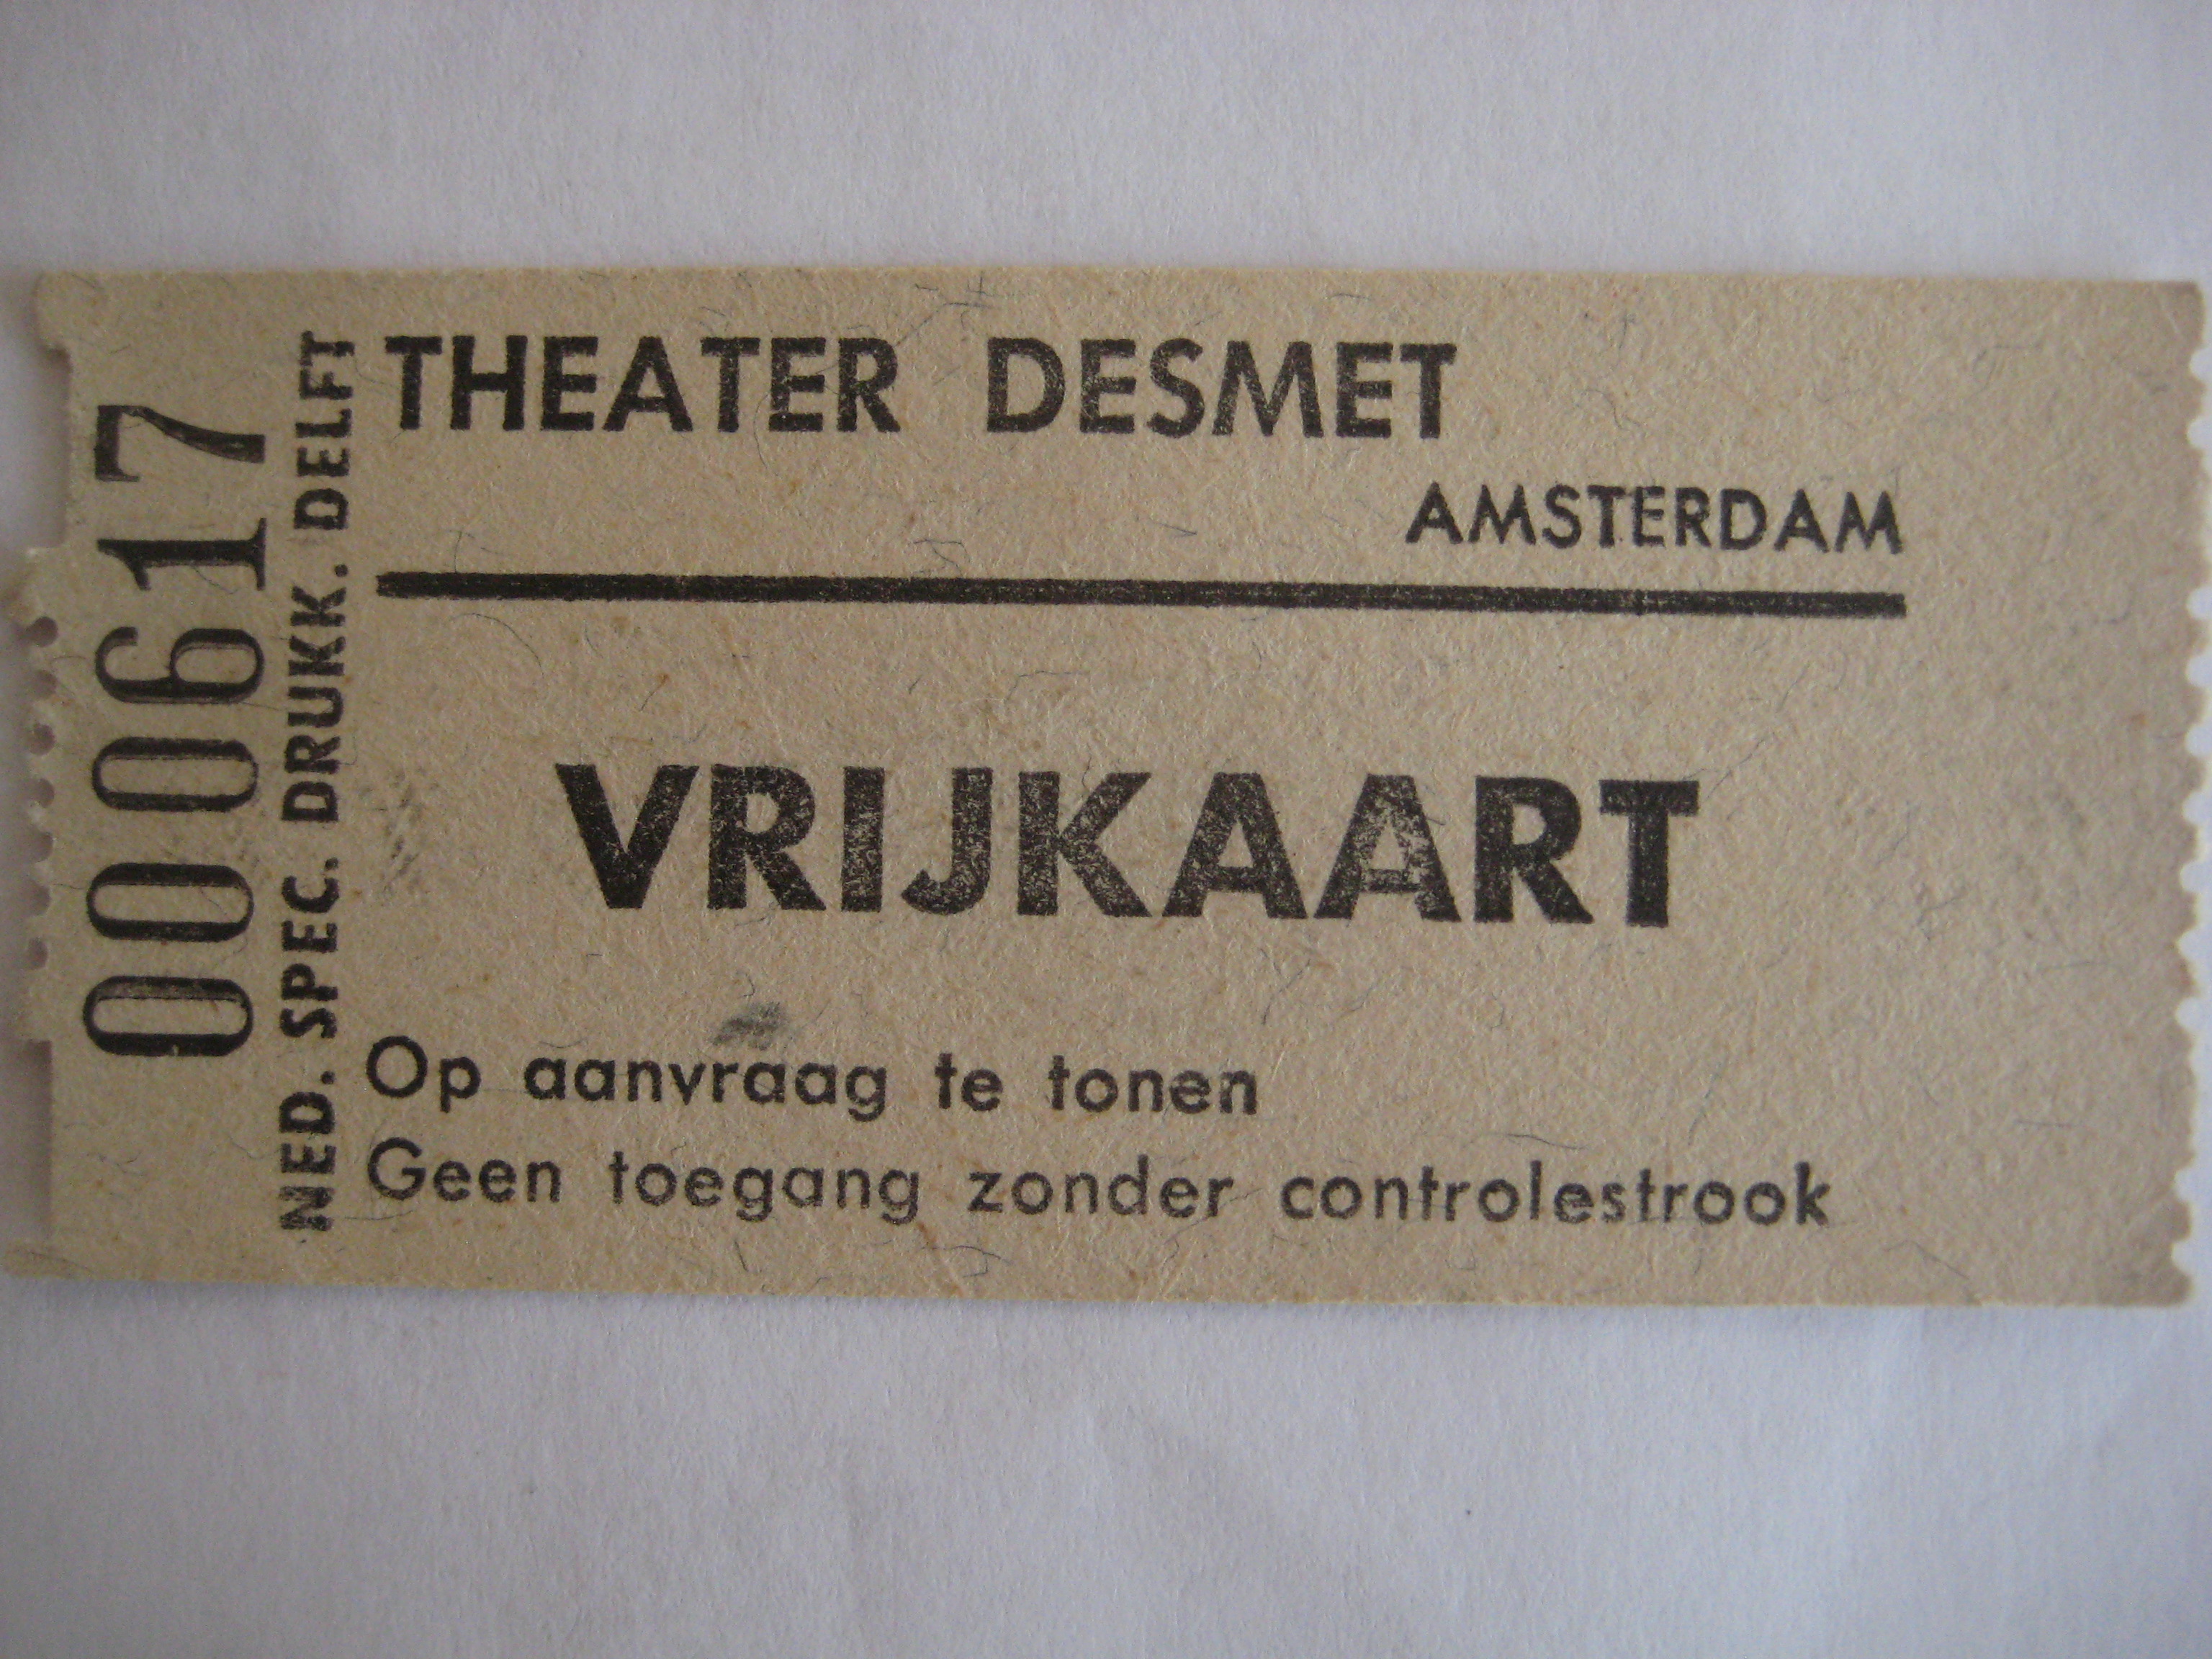 THEATER DESMET
AMSTERDAM
VRIJKAART
Op aanvraag te tonen
Geen toegang zonder controlestrook
000617
NED. SPEC. DRUKK. DELFT